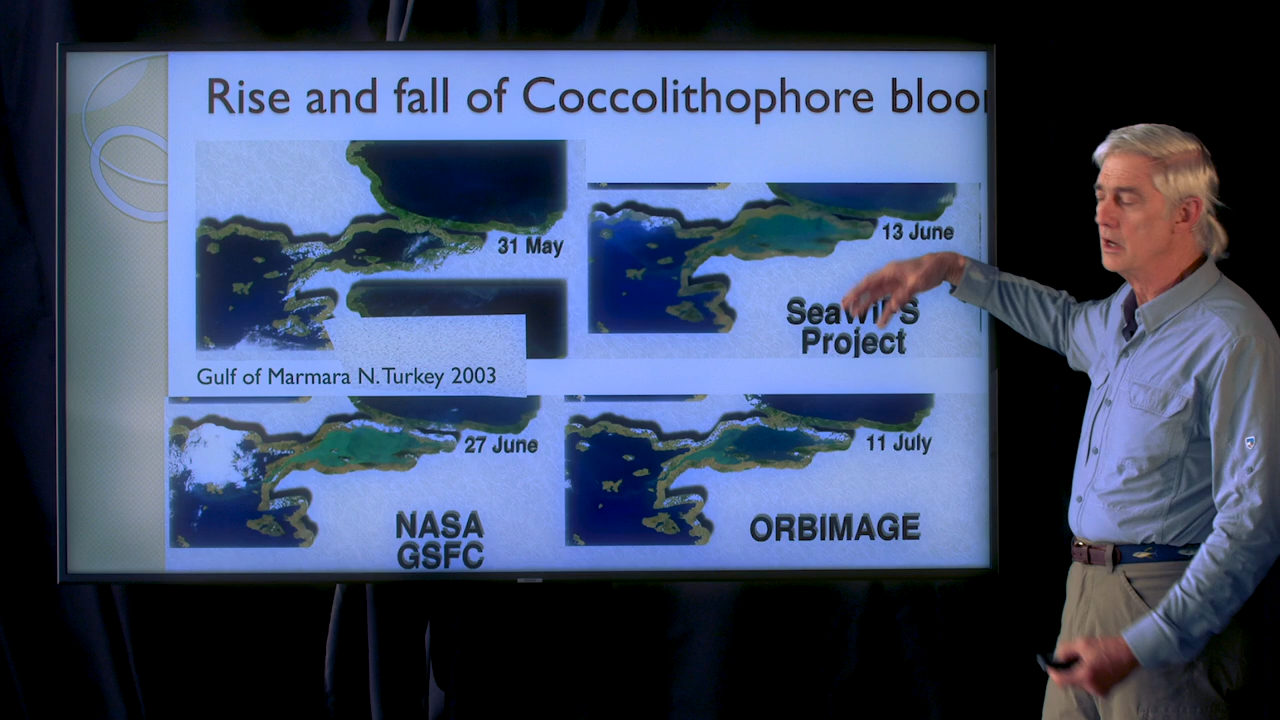 Rise and fall of Coccolithophore bloo
31 May
13 June
SeaWiFS
Project
Gulf of Marmara N. Turkey 2003
27 June
11 July
NASA
GSFC
ORBIMAGE